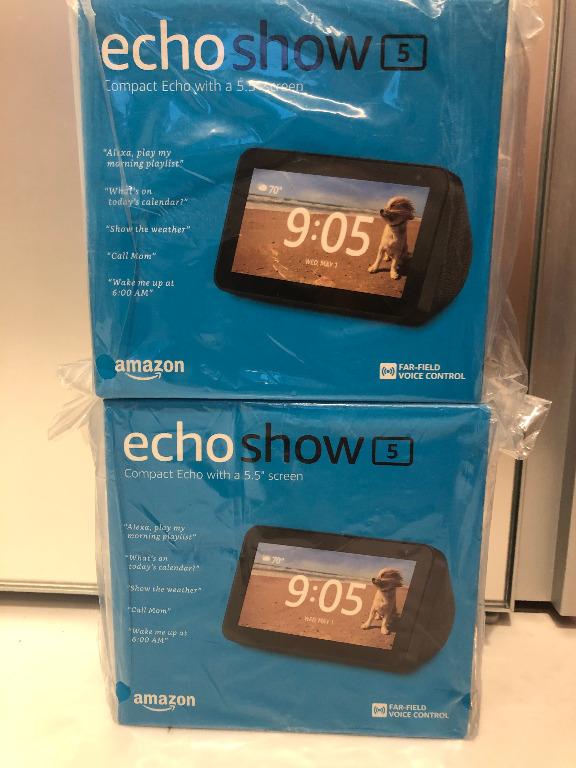 echo show 5
Compact Echo with a 5.5" screen
"Alexa, play my
morning playlist"
"What's on
today's calendar?"
"Show the weather"
"Call Mom"
"Wake me up at
6:00 AM"
70°
9:05
WED, MAY 1
amazon
FAR-FIELD
VOICE CONTROL
echo show 5
Compact Echo with a 5.5" screen
"Alexa, play my
morning playlist"
"What's on
today's calendar?"
"Show the weather"
"Call Mom"
"Wake me up at
6:00 AM"
70°
9:05
WED, MAY 1
amazon
FAR-FIELD
VOICE CONTROL